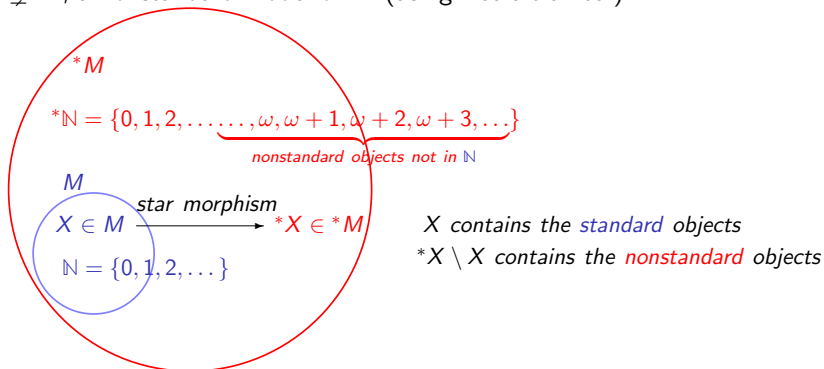 *M
*ℕ = {0, 1, 2, . . . . . . , ω, ω + 1, ω + 2, ω + 3, . . .}
nonstandard objects not in ℕ
M
star morphism
X ∈ M *X ∈ *M X contains the standard objects
*X \ X contains the nonstandard objects
ℕ = {0, 1, 2, . . . }